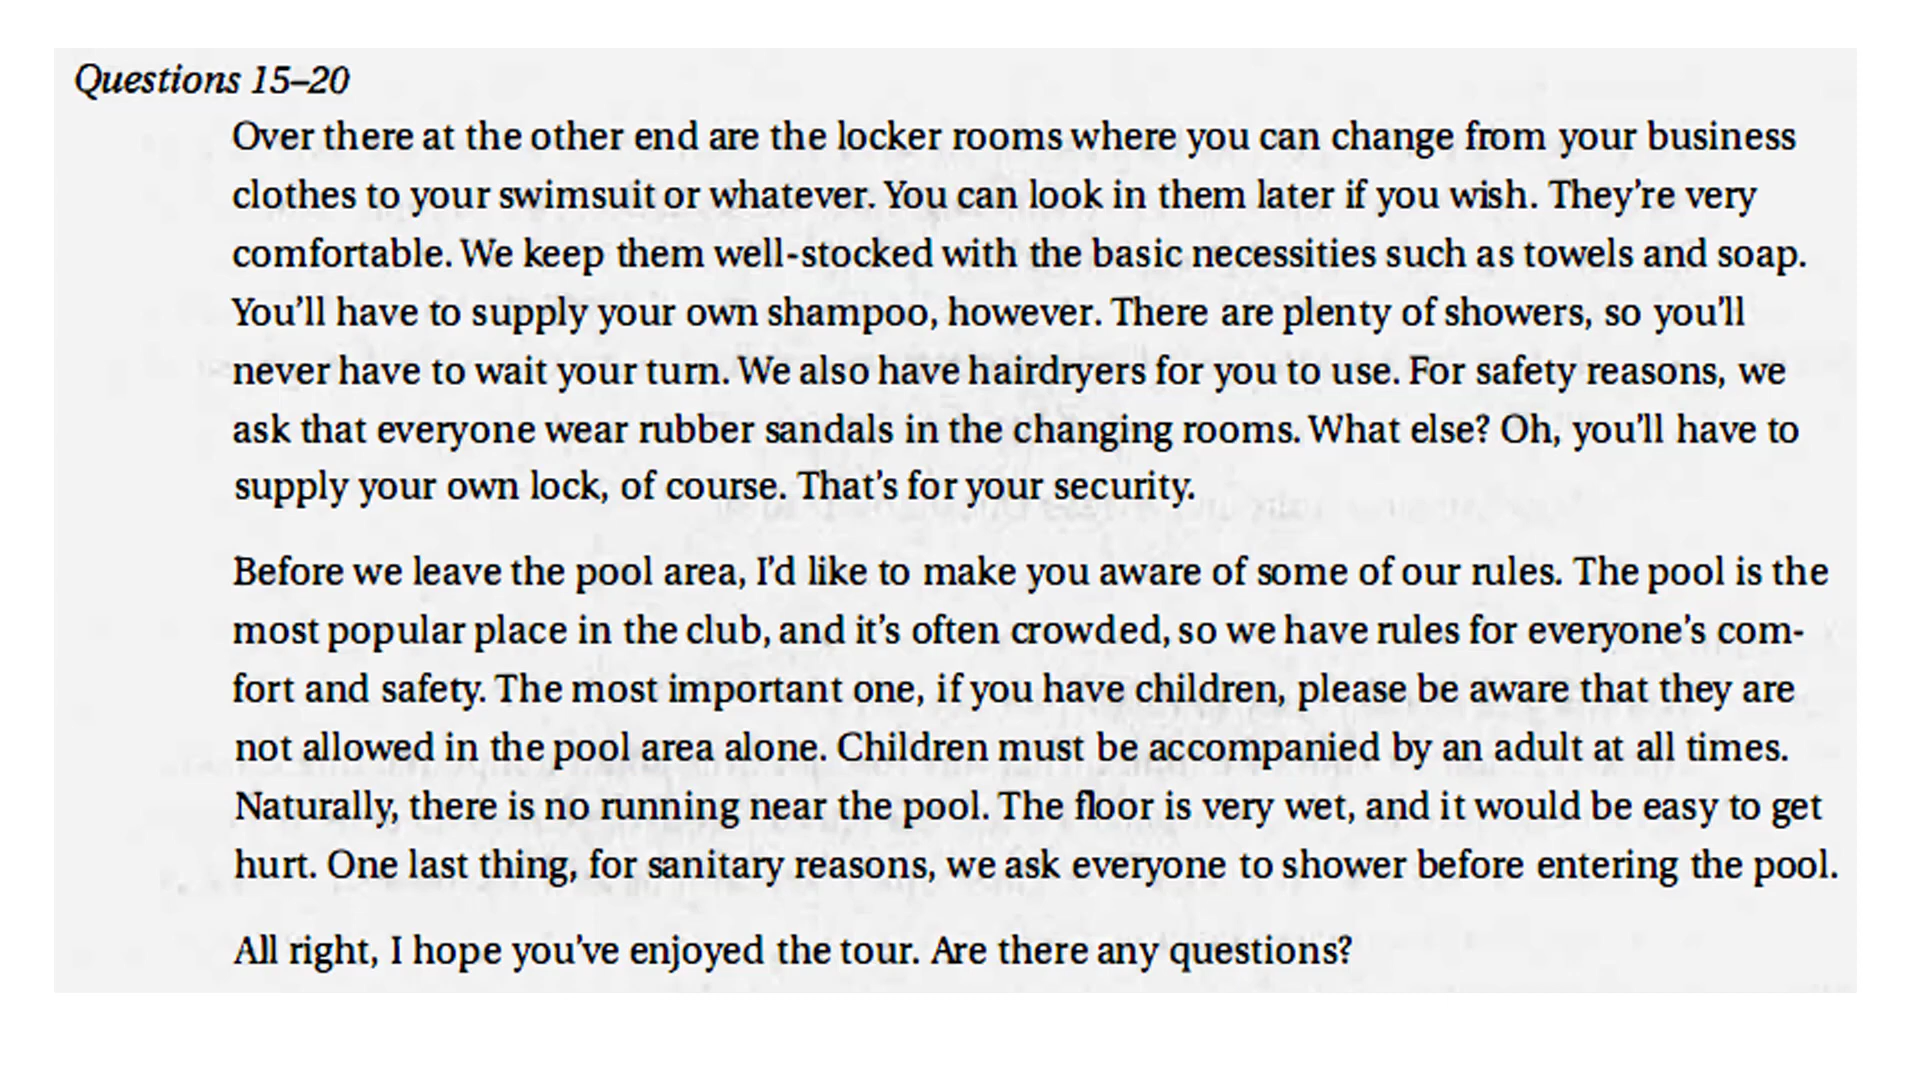 Questions 15–20
Over there at the other end are the locker rooms where you can change from your business
clothes to your swimsuit or whatever. You can look in them later if you wish. They’re very
comfortable. We keep them well-stocked with the basic necessities such as towels and soap.
You’ll have to supply your own shampoo, however. There are plenty of showers, so you’ll
never have to wait your turn. We also have hairdryers for you to use. For safety reasons, we
ask that everyone wear rubber sandals in the changing rooms. What else? Oh, you’ll have to
supply your own lock, of course. That’s for your security.
Before we leave the pool area, I’d like to make you aware of some of our rules. The pool is the
most popular place in the club, and it’s often crowded, so we have rules for everyone’s com-
fort and safety. The most important one, if you have children, please be aware that they are
not allowed in the pool area alone. Children must be accompanied by an adult at all times.
Naturally, there is no running near the pool. The floor is very wet, and it would be easy to get
hurt. One last thing, for sanitary reasons, we ask everyone to shower before entering the pool.
All right, I hope you’ve enjoyed the tour. Are there any questions?